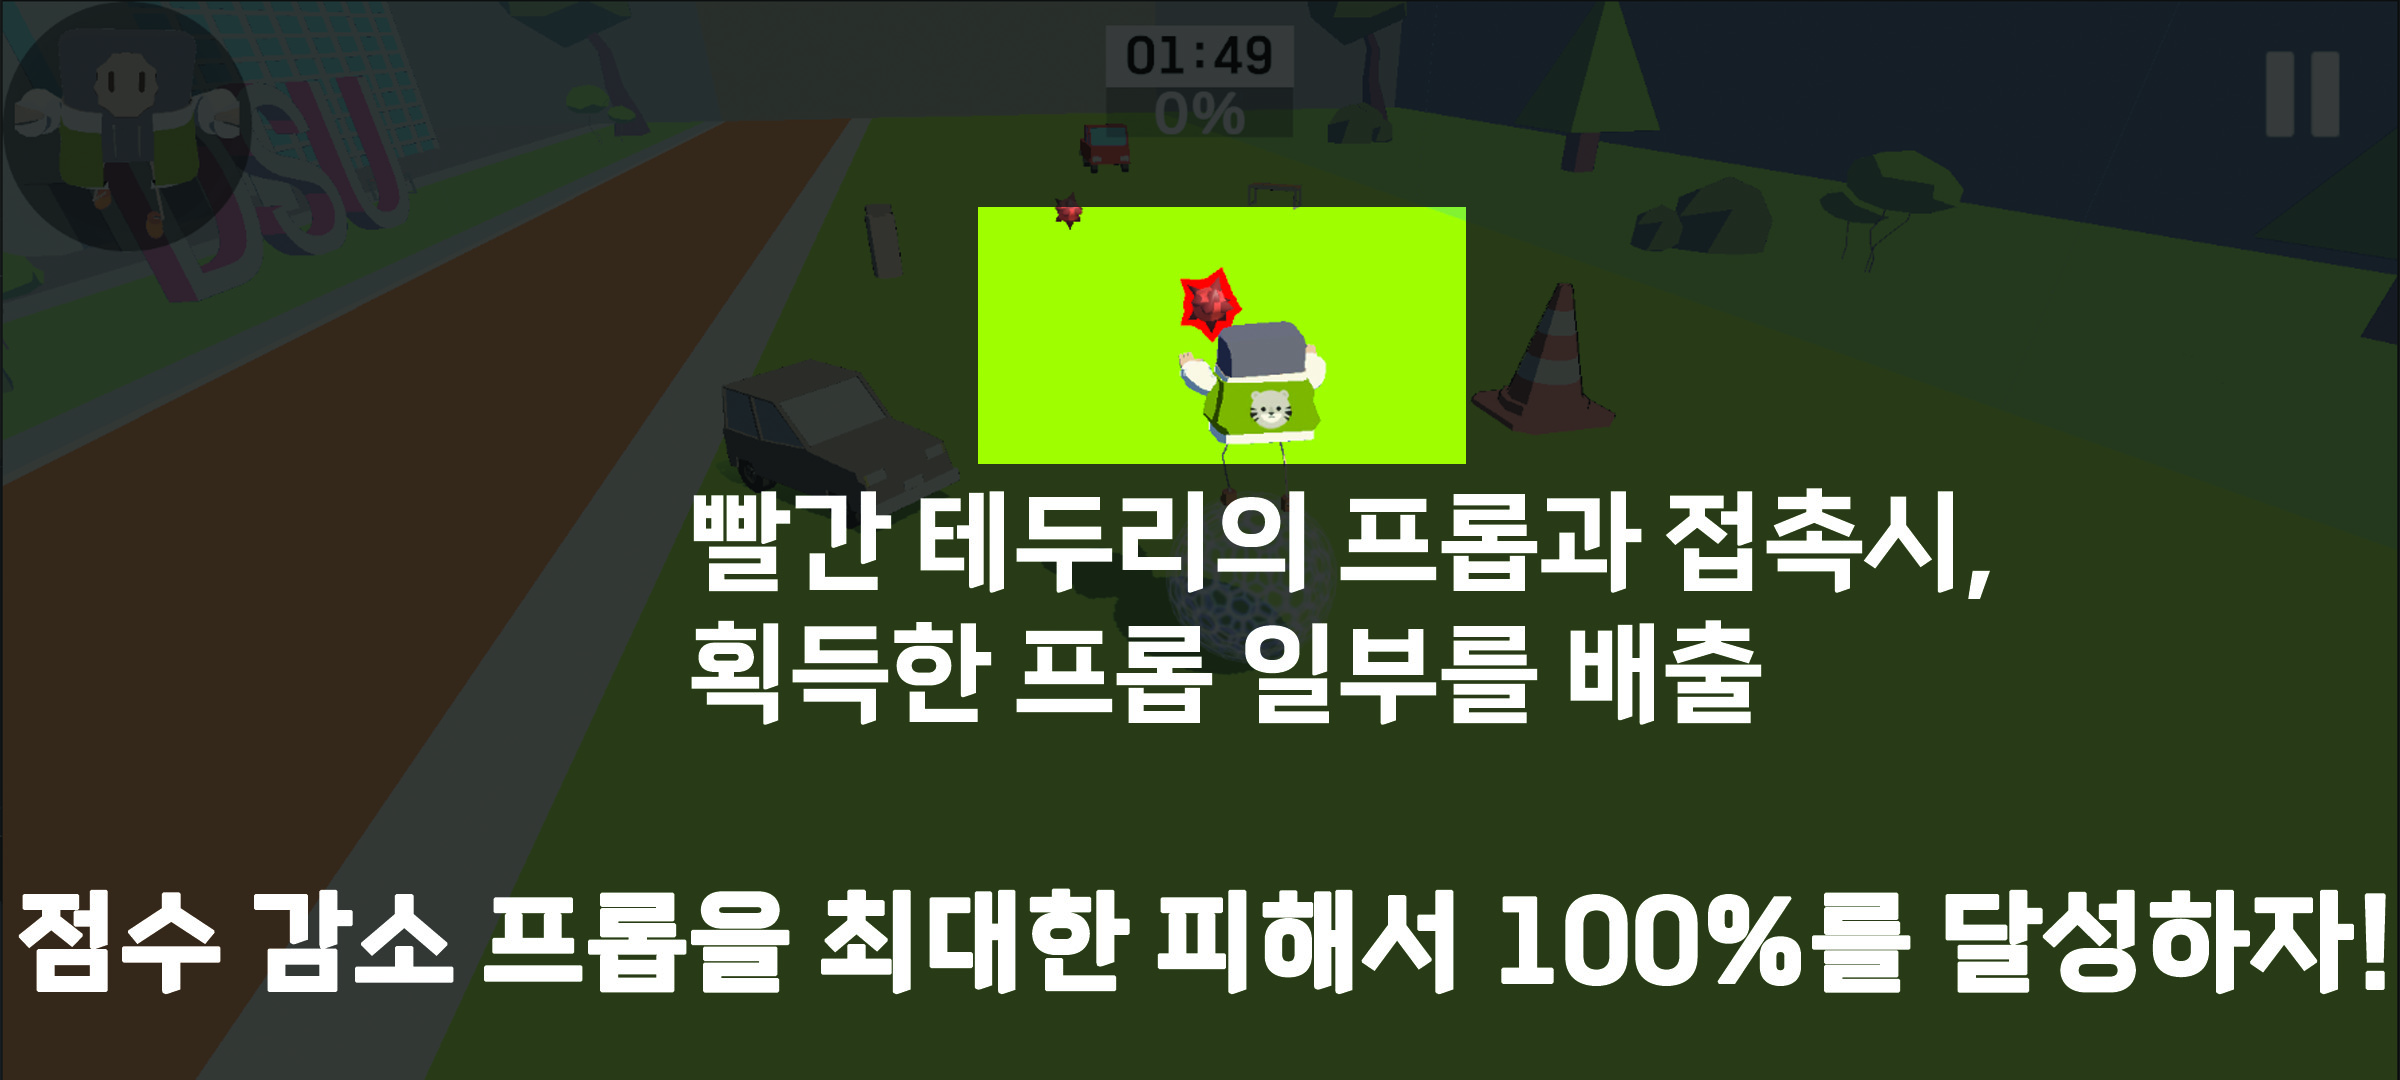 01:49
0%
DSU
빨간 테두리의 프롭과 접촉시,
획득한 프롭 일부를 배출
점수 감소 프롭을 최대한 피해서 100%를 달성하자!